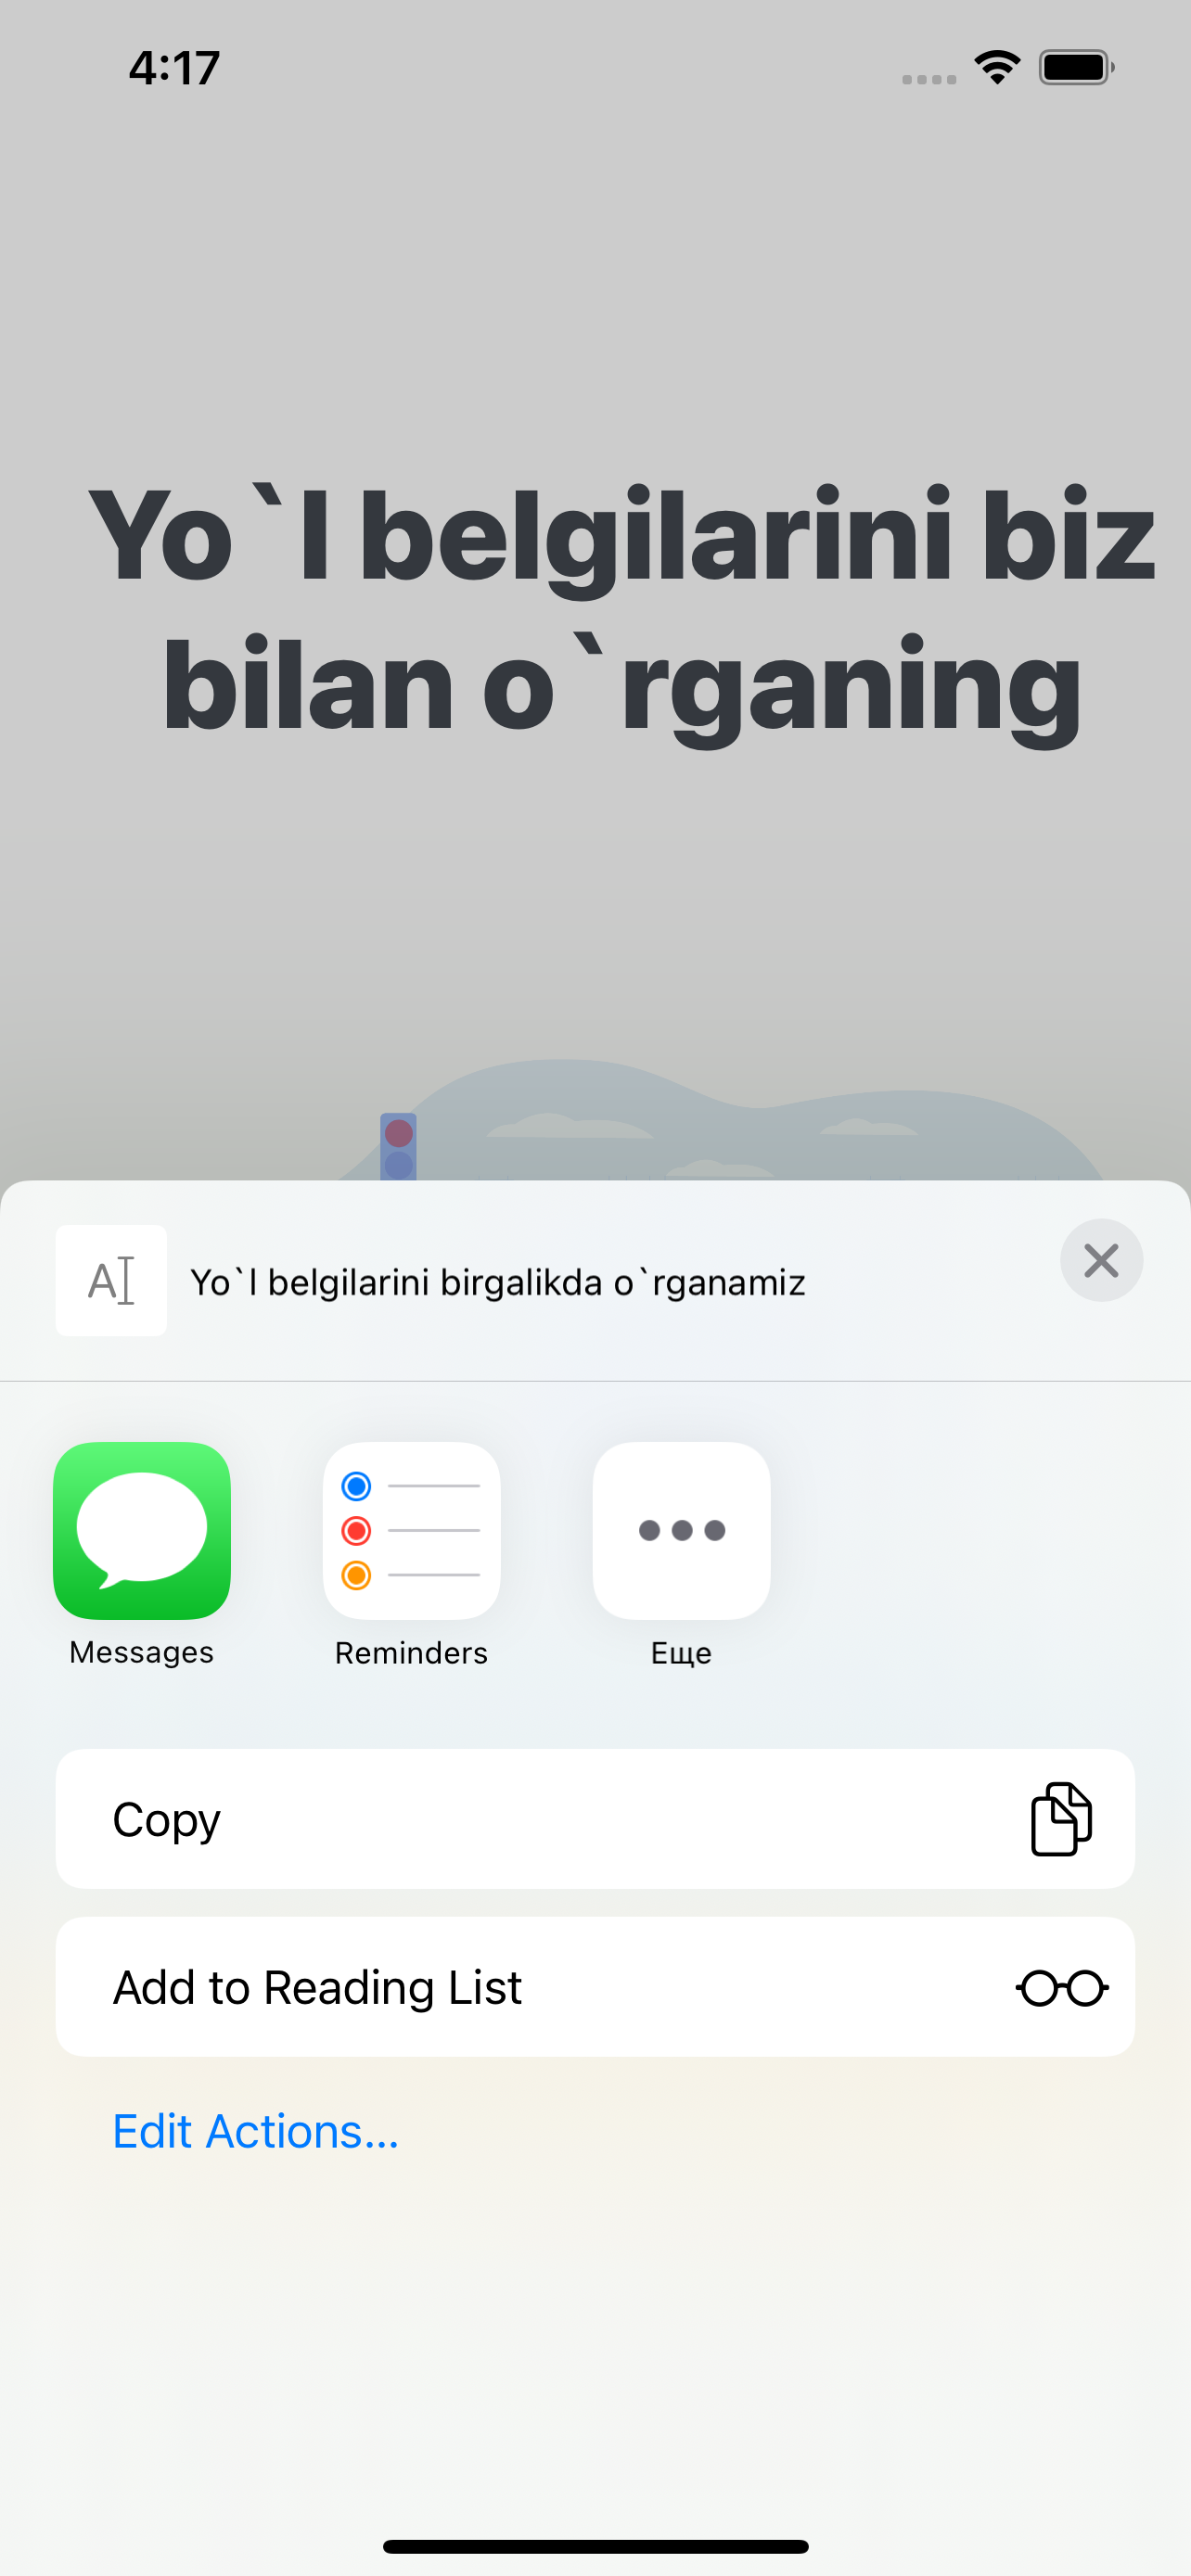 4:17
Yo`l belgilarini biz
bilan o`rganing
Yo`l belgilarini birgalikda o`rganamiz
Messages
Reminders
Еще
Copy
Add to Reading List
Edit Actions...